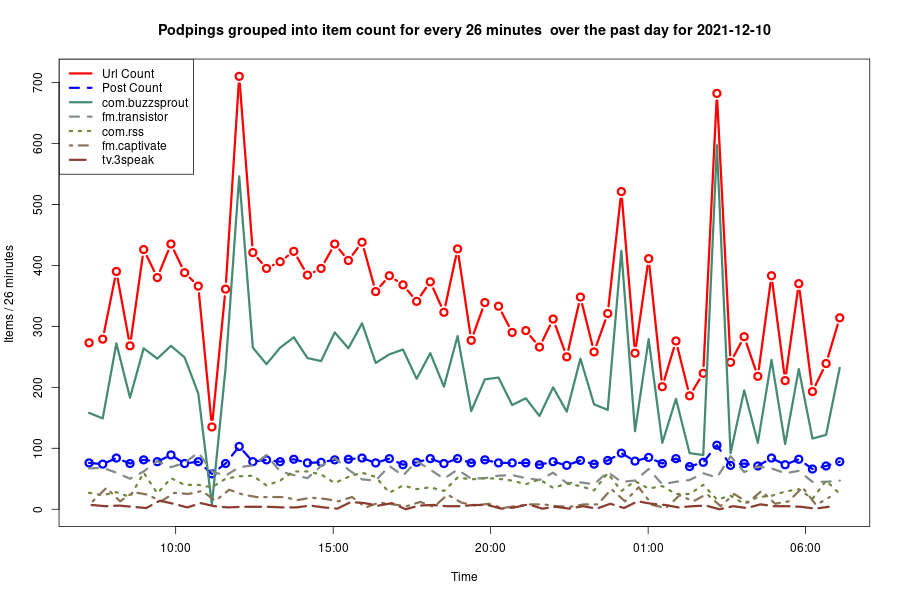 Podpings grouped into item count for every 26 minutes  over the past day for 2021-12-10
Url Count
Post Count
com.buzzsprout
fm.transistor
com.rss
fm.captivate
tv.3speak
700
600
500
400
300
200
100
0
Items / 26 minutes
10:00
15:00
20:00
01:00
06:00
Time